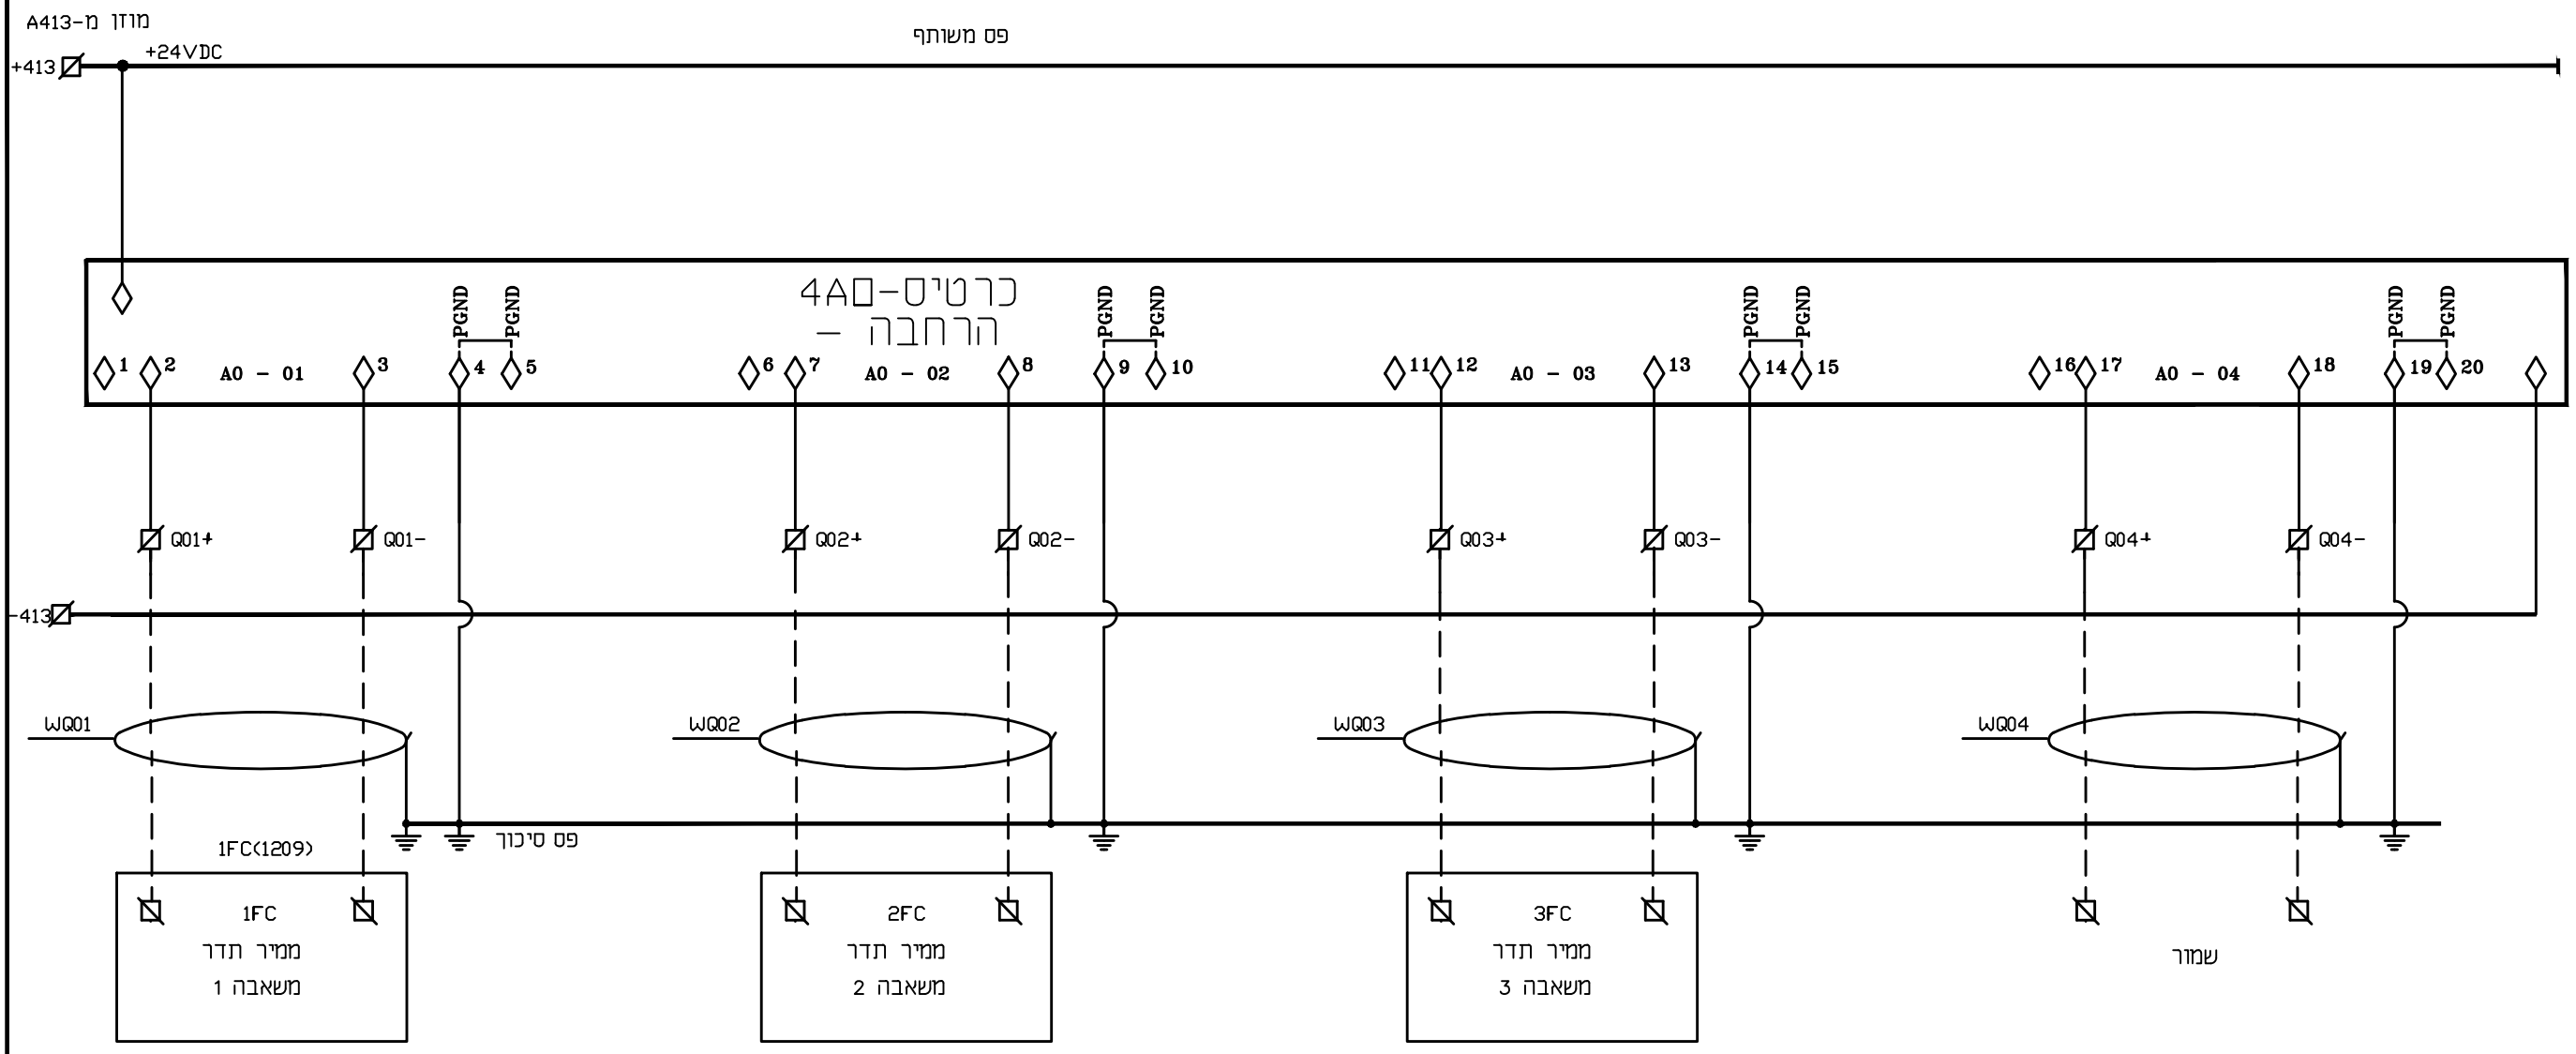 מוזן מ-A413
פס משותף
+24VDC
+413
כרטיס-4AO
הרחבה -
PGND PGND PGND PGND PGND PGND PGND PGND
1 2 AO - 01 3 4 5 6 7 AO - 02 8 9 10 11 12 AO - 03 13 14 15 16 17 AO - 04 18 19 20
Q01+ Q01- Q02+ Q02- Q03+ Q03- Q04+ Q04-
-413
WQ01 WQ02 WQ03 WQ04
פס סיכוך
1FC(1209)
1FC
ממיר תדר
משאבה 1
2FC
ממיר תדר
משאבה 2
3FC
ממיר תדר
משאבה 3
שמור